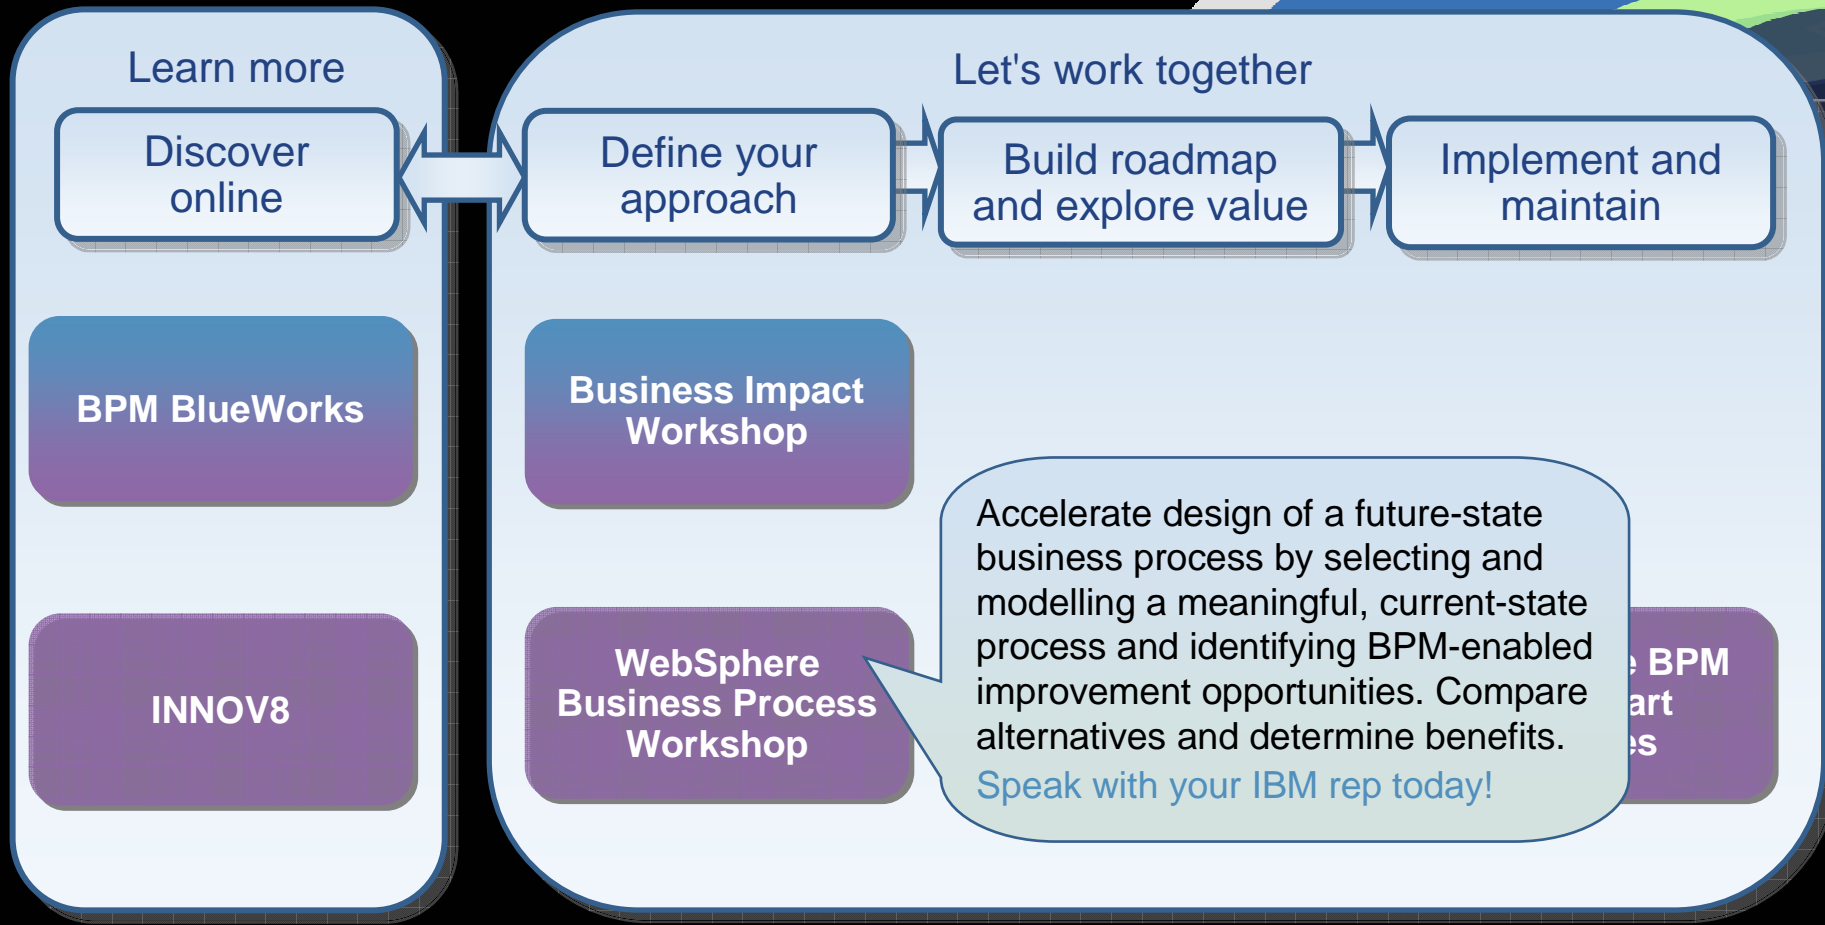 Learn more
Discover
online
BPM BlueWorks
INNOV8
Let's work together
Define your
approach
Build roadmap
and explore value
Implement and
maintain
Business Impact
Workshop
WebSphere
Business Process
Workshop
Accelerate design of a future-state
business process by selecting and
modelling a meaningful, current-state
process and identifying BPM-enabled
improvement opportunities. Compare
alternatives and determine benefits.
Speak with your IBM rep today!
BPM